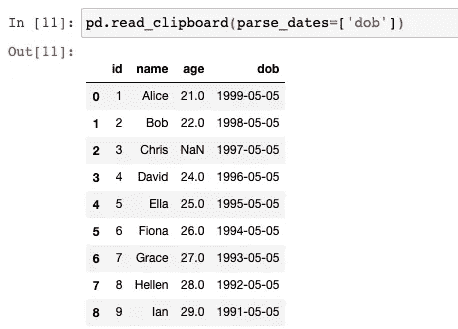 In [11]: pd.read_clipboard(parse_dates=['dob'])
Out[11]:
id name age dob
0 1 Alice 21.0 1999-05-05
1 2 Bob 22.0 1998-05-05
2 3 Chris NaN 1997-05-05
3 4 David 24.0 1996-05-05
4 5 Ella 25.0 1995-05-05
5 6 Fiona 26.0 1994-05-05
6 7 Grace 27.0 1993-05-05
7 8 Hellen 28.0 1992-05-05
8 9 Ian 29.0 1991-05-05